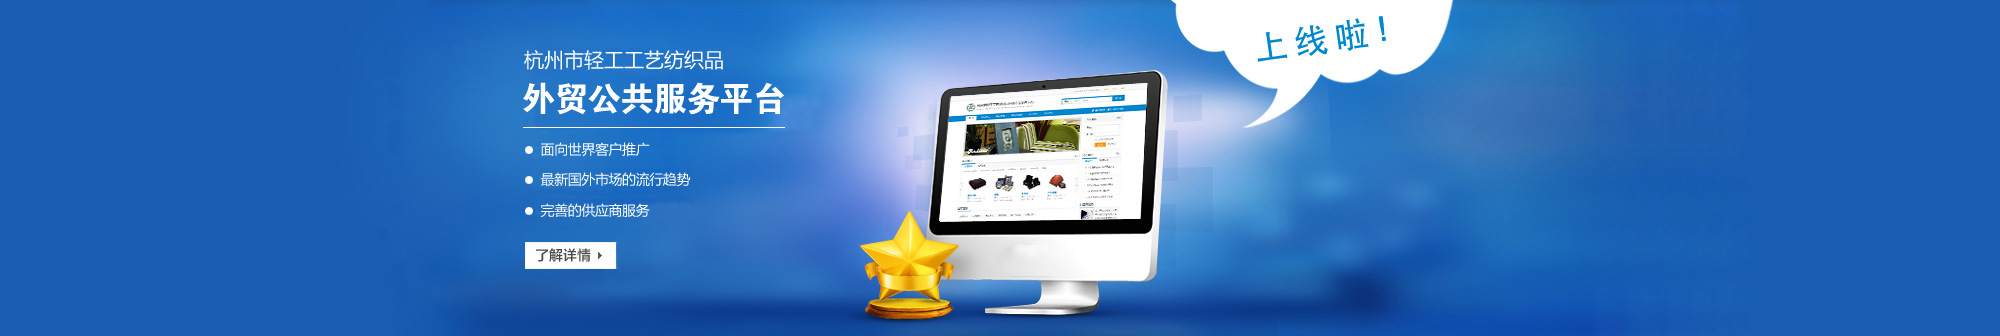 杭州市轻工工艺纺织品
外贸公共服务平台
面向世界客户推广
最新国外市场的流行趋势
完善的供应商服务
了解详情
上线啦！